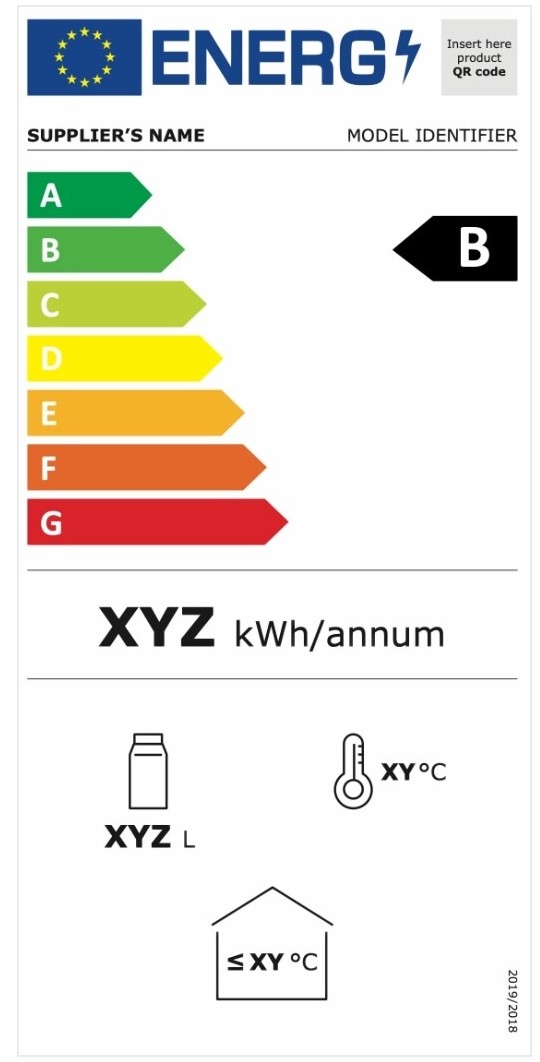 ENERG
Insert here
product
QR code
SUPPLIER'S NAME
MODEL IDENTIFIER
A
B
B
C
D
E
F
G
XYZ kWh/annum
XY°C
XYZ L
≤ XY °C
2019/2018